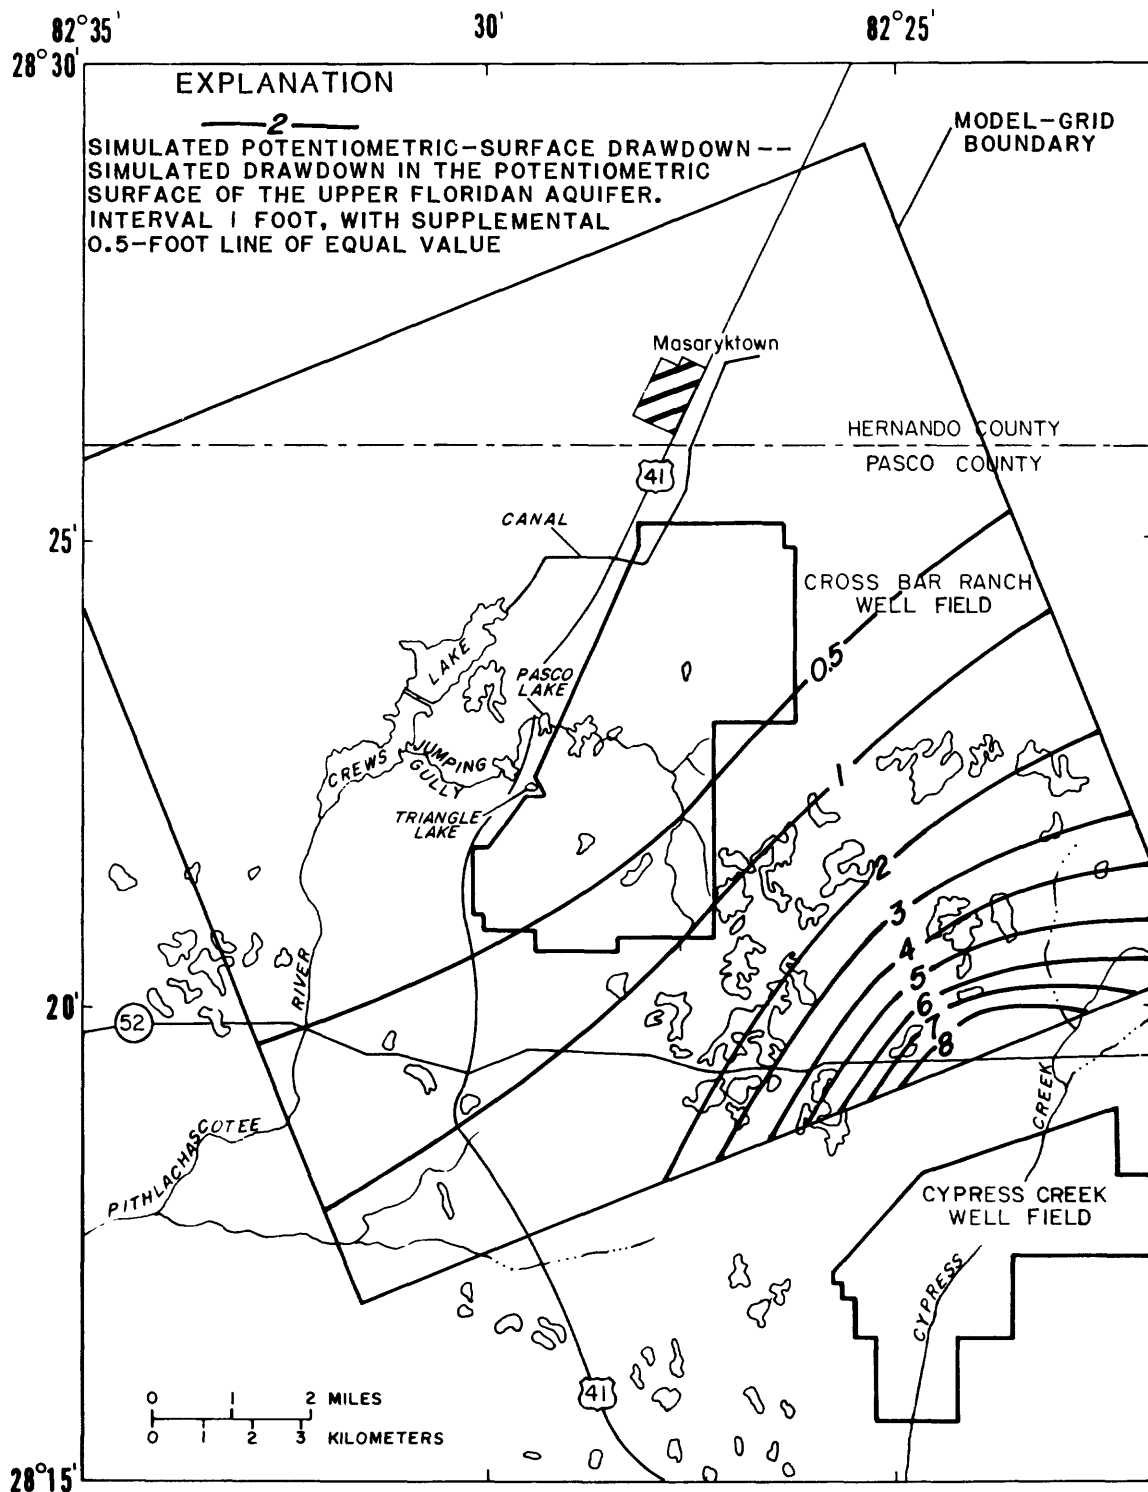 82°35' 30' 82°25'
28°30'
EXPLANATION
2
SIMULATED POTENTIOMETRIC-SURFACE DRAWDOWN--
SIMULATED DRAWDOWN IN THE POTENTIOMETRIC
SURFACE OF THE UPPER FLORIDAN AQUIFER.
INTERVAL 1 FOOT, WITH SUPPLEMENTAL
0.5-FOOT LINE OF EQUAL VALUE
MODEL-GRID
BOUNDARY
Masaryktown
HERNANDO COUNTY
PASCO COUNTY
41
CANAL
25'
CROSS BAR RANCH
WELL FIELD
LAKE
PASCO
LAKE
0.5
CREWS
JUMPING
GULLY
1
TRIANGLE
LAKE
2
3
4
5
6
7
8
RIVER
20'
52
CREEK
PITHLACHASCOTEE
CYPRESS CREEK
WELL FIELD
CYPRESS
41
0 1 2 MILES
0 1 2 3 KILOMETERS
28°15'